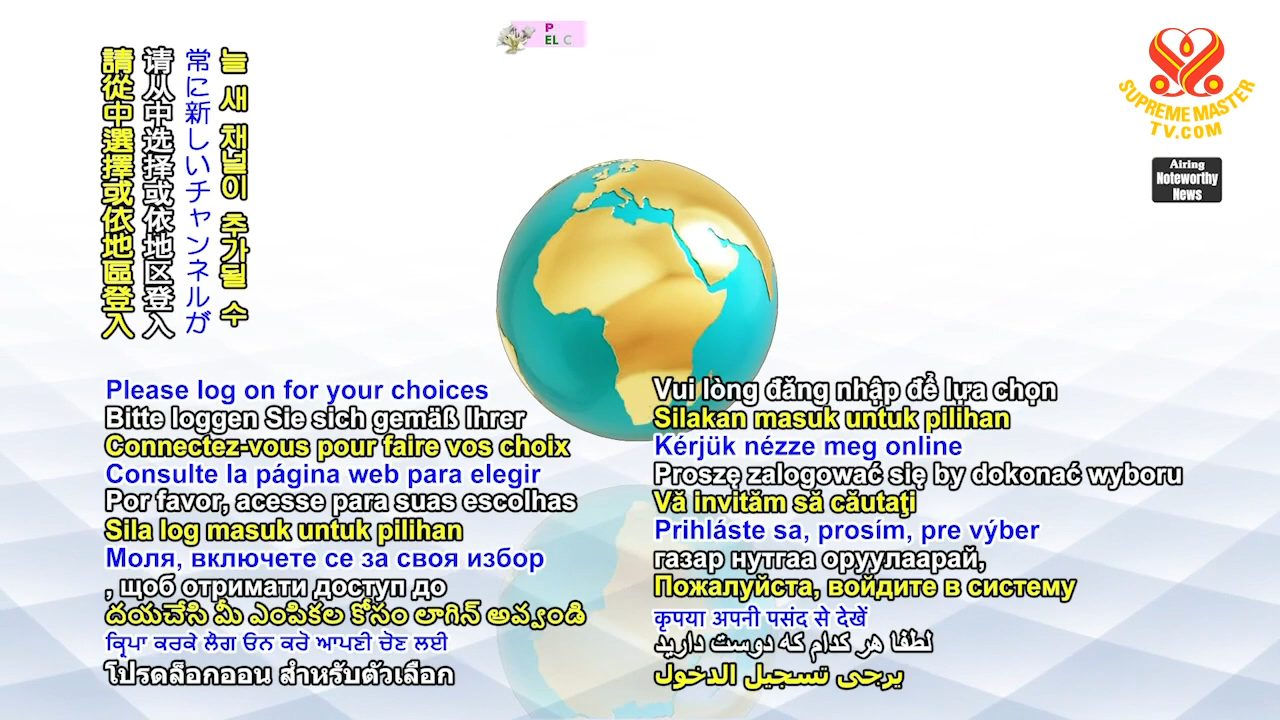 P
EL C
SUPREME MASTER
TV.COM
Airing
Noteworthy
News
請從中選擇或依地區登入
请从中选择或依地区登入
常に新しいチャンネルが
늘 새 채널이 추가될 수
Please log on for your choices
Bitte loggen Sie sich gemäß Ihrer
Connectez-vous pour faire vos choix
Consulte la página web para elegir
Por favor, acesse para suas escolhas
Sila log masuk untuk pilihan
Моля, включете се за своя избор
, щоб отримати доступ до
దయచేసి మీ ఎంపికల కోసం లాగిన్ అవ్వండి
ਕ੍ਰਿਪਾ ਕਰਕੇ ਲੌਗ ਓਨ ਕਰੋ ਆਪਣੀ ਚੋਣ ਲਈ
โปรดล็อกออน สำหรับตัวเลือก
Vui lòng đăng nhập để lựa chọn
Silakan masuk untuk pilihan
Kérjük nézze meg online
Proszę zalogować się by dokonać wyboru
Vă invităm să căutaţi
Prihláste sa, prosím, pre výber
газар нутгаа оруулаарай,
Пожалуйста, войдите в систему
कृपया अपनी पसंद से देखें
لطفا هر کدام که دوست دارید
يرجى تسجيل الدخول